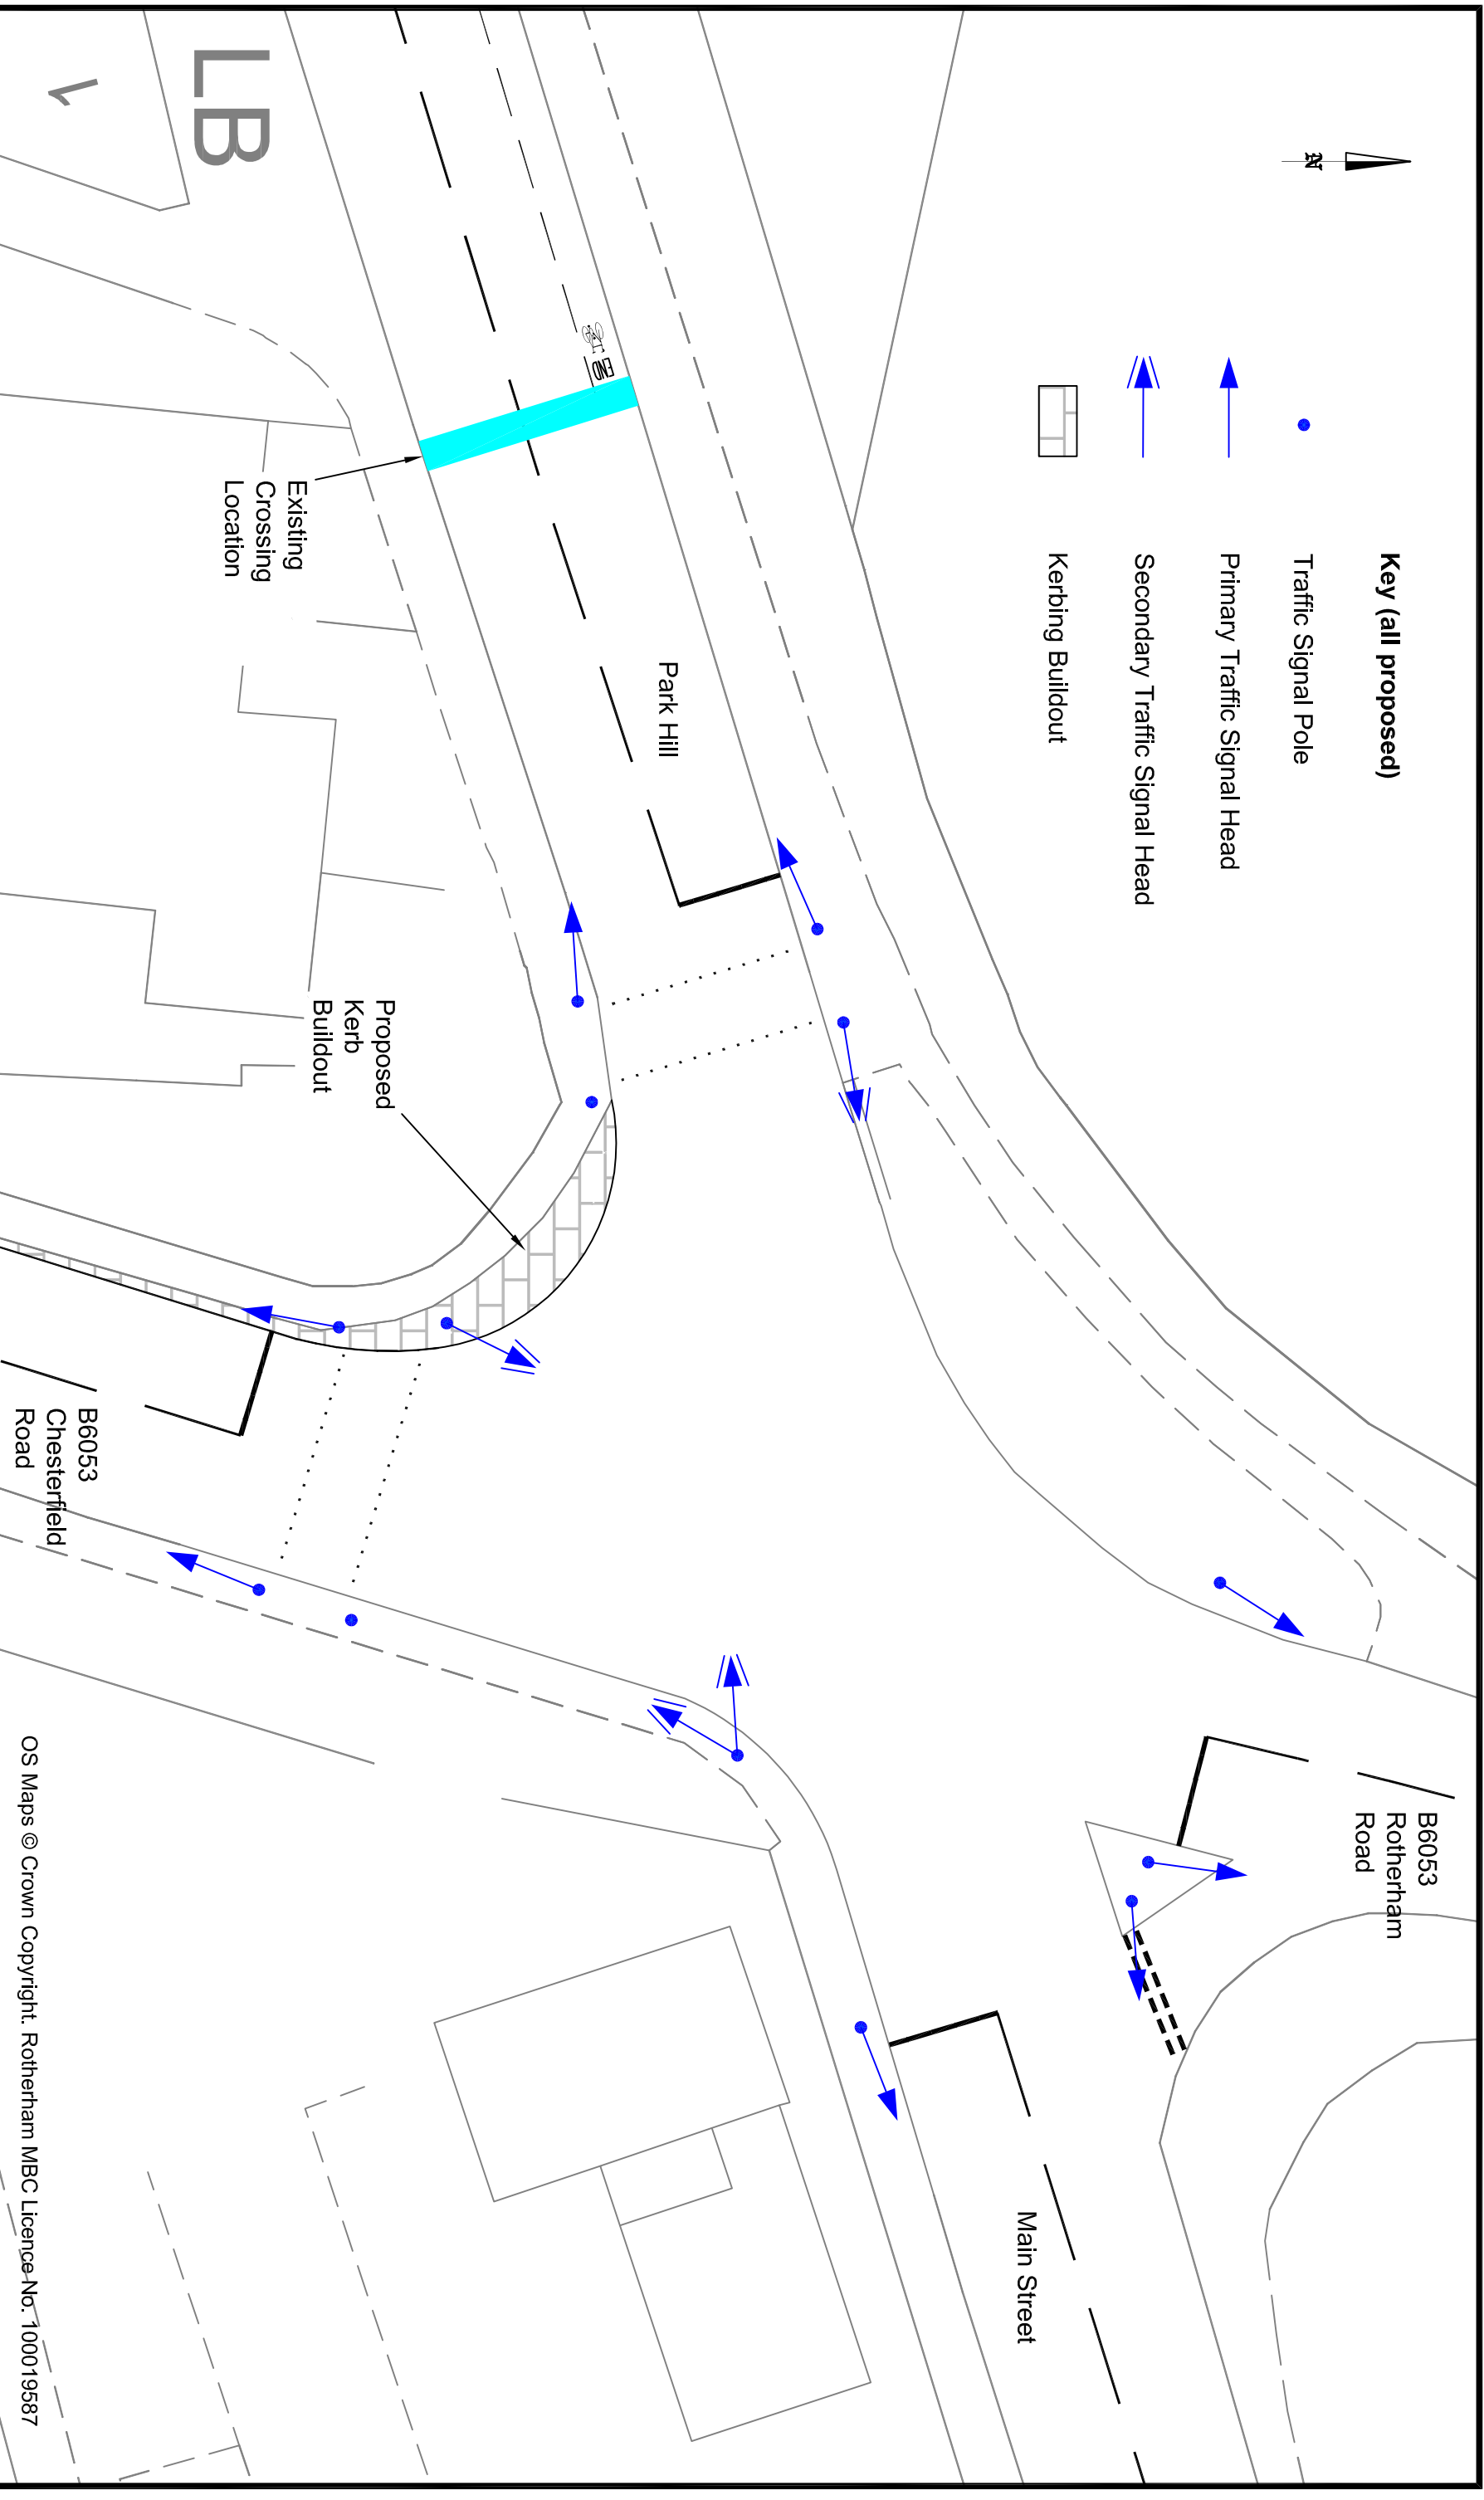 Key (all proposed)
Traffic Signal Pole
Primary Traffic Signal Head
Secondary Traffic Signal Head
Kerbing Buildout
N
B6053
Rotherham
Road
Main Street
Park Hill
END
Existing
Crossing
Location
Proposed
Kerb
Buildout
LB
1
B6053
Chesterfield
Road
OS Maps © Crown Copyright. Rotherham MBC Licence No. 100019587